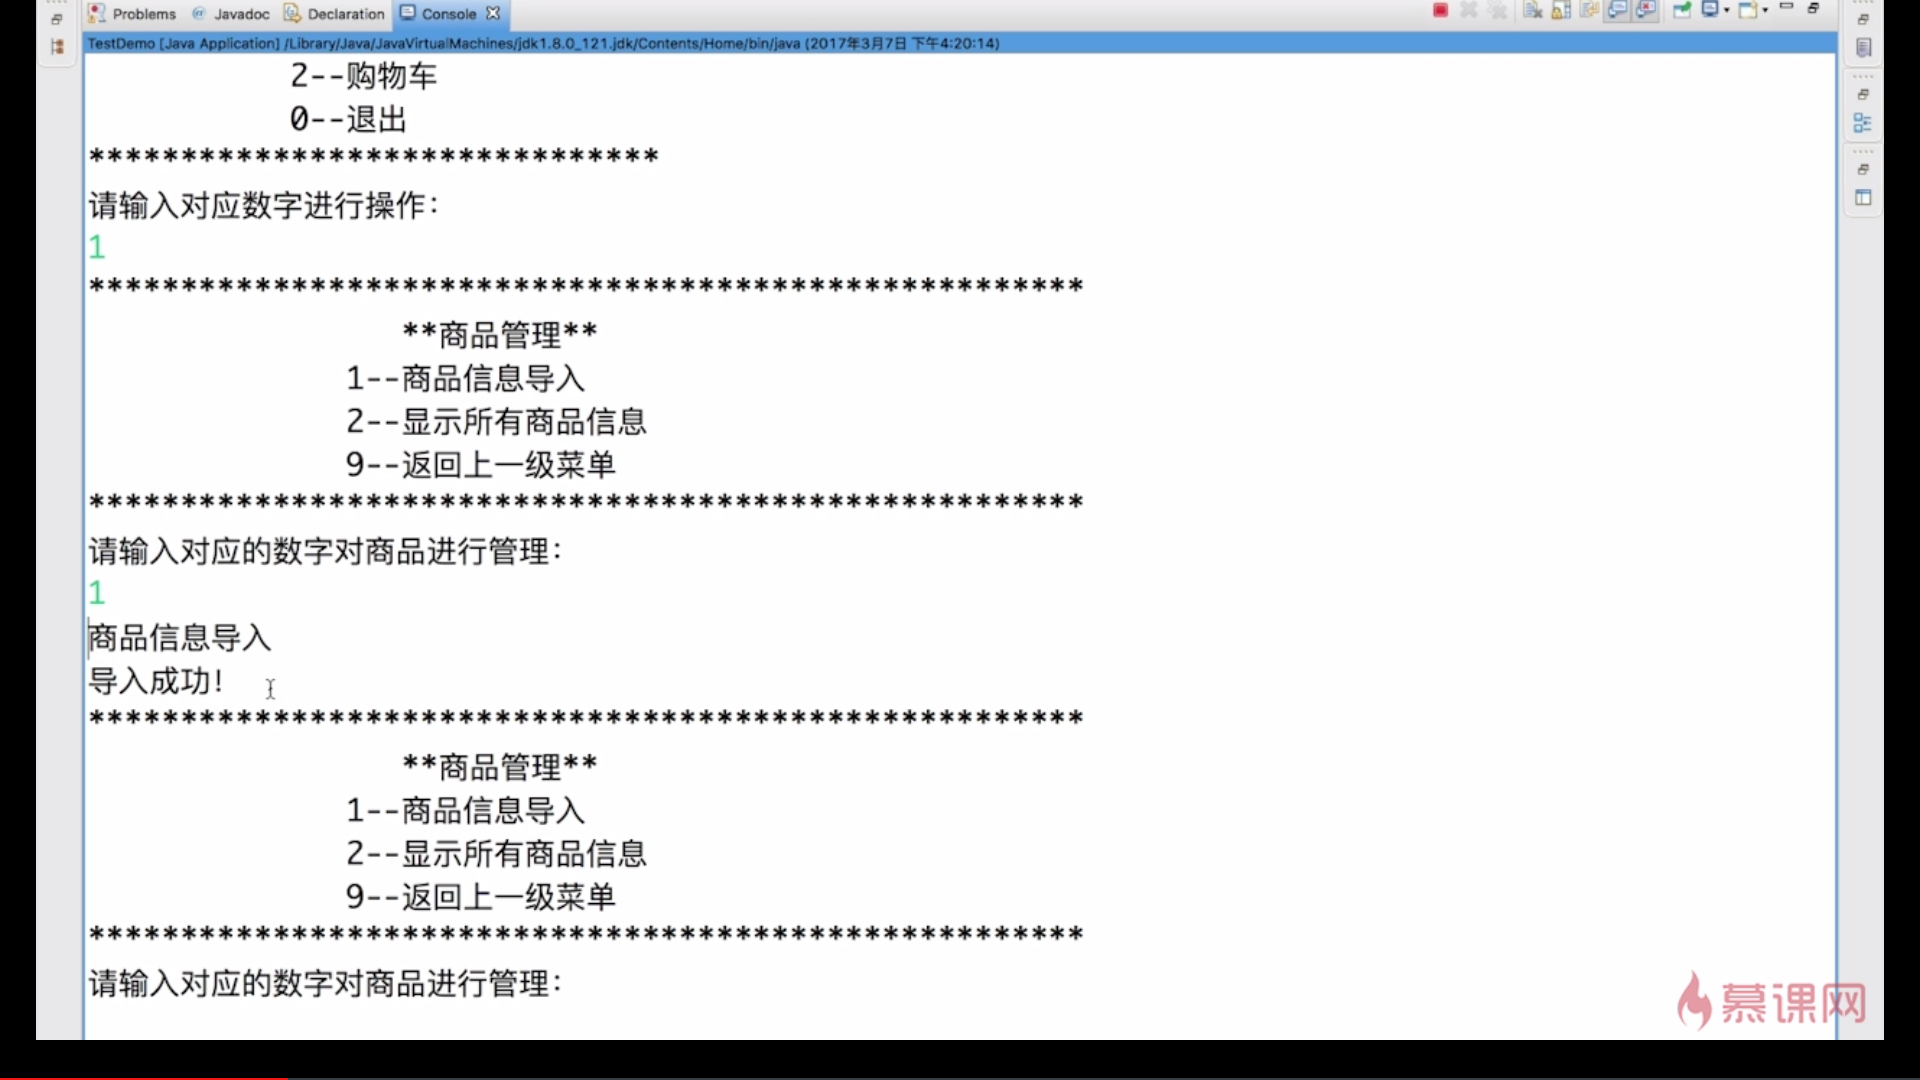 Problems @ Javadoc Declaration Console
TestDemo [Java Application] /Library/Java/JavaVirtualMachines/jdk1.8.0_121.jdk/Contents/Home/bin/java (2017年3月7日 下午4:20:14)
2--购物车
0--退出
*******************************
请输入对应数字进行操作：
1
******************************************************
**商品管理**
1--商品信息导入
2--显示所有商品信息
9--返回上一级菜单
******************************************************
请输入对应的数字对商品进行管理：
1
商品信息导入
导入成功！
******************************************************
**商品管理**
1--商品信息导入
2--显示所有商品信息
9--返回上一级菜单
******************************************************
请输入对应的数字对商品进行管理：
慕课网